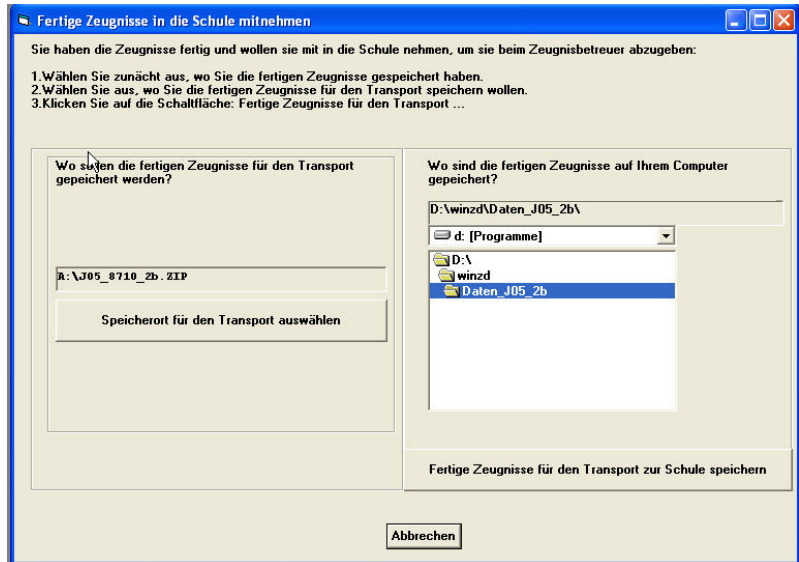 Fertige Zeugnisse in die Schule mitnehmen
Sie haben die Zeugnisse fertig und wollen sie mit in die Schule nehmen, um sie beim Zeugnisbetreuer abzugeben:
1.Wählen Sie zunächt aus, wo Sie die fertigen Zeugnisse gespeichert haben.
2.Wählen Sie aus, wo Sie die fertigen Zeugnisse für den Transport speichern wollen.
3.Klicken Sie auf die Schaltfläche: Fertige Zeugnisse für den Transport ...
Wo sollen die fertigen Zeugnisse für den Transport
gepeichert werden?
A:\J05_8710_2b.ZIP
Speicherort für den Transport auswählen
Wo sind die fertigen Zeugnisse auf Ihrem Computer
gepeichert?
D:\winzd\Daten_J05_2b\
d: [Programme]
D:\
winzd
Daten_J05_2b
Fertige Zeugnisse für den Transport zur Schule speichern
Abbrechen